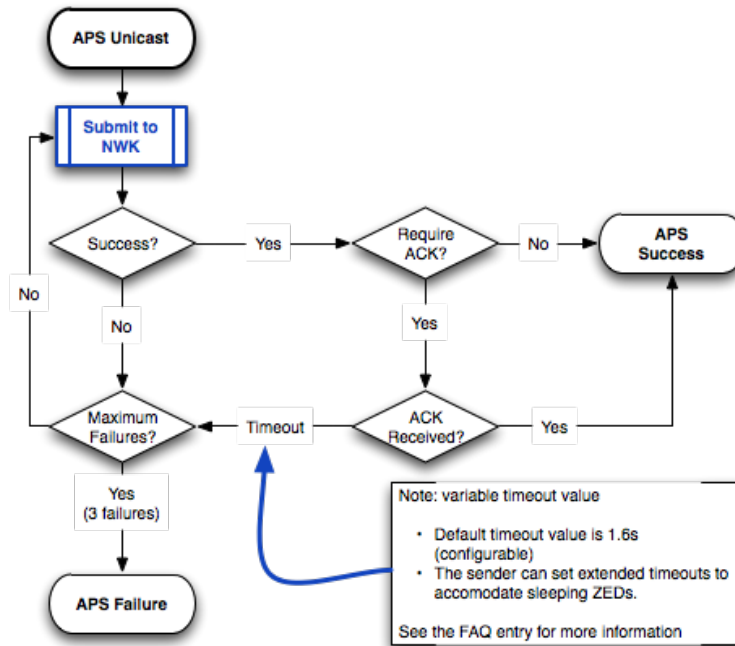 APS Unicast
Submit to
NWK
Success?
Yes
Require
ACK?
No
APS
Success
No
No
Yes
Maximum
Failures?
Timeout
ACK
Received?
Yes
Yes
(3 failures)
APS Failure
Note: variable timeout value
• Default timeout value is 1.6s
(configurable)
• The sender can set extended timeouts to
accomodate sleeping ZEDs.
See the FAQ entry for more information